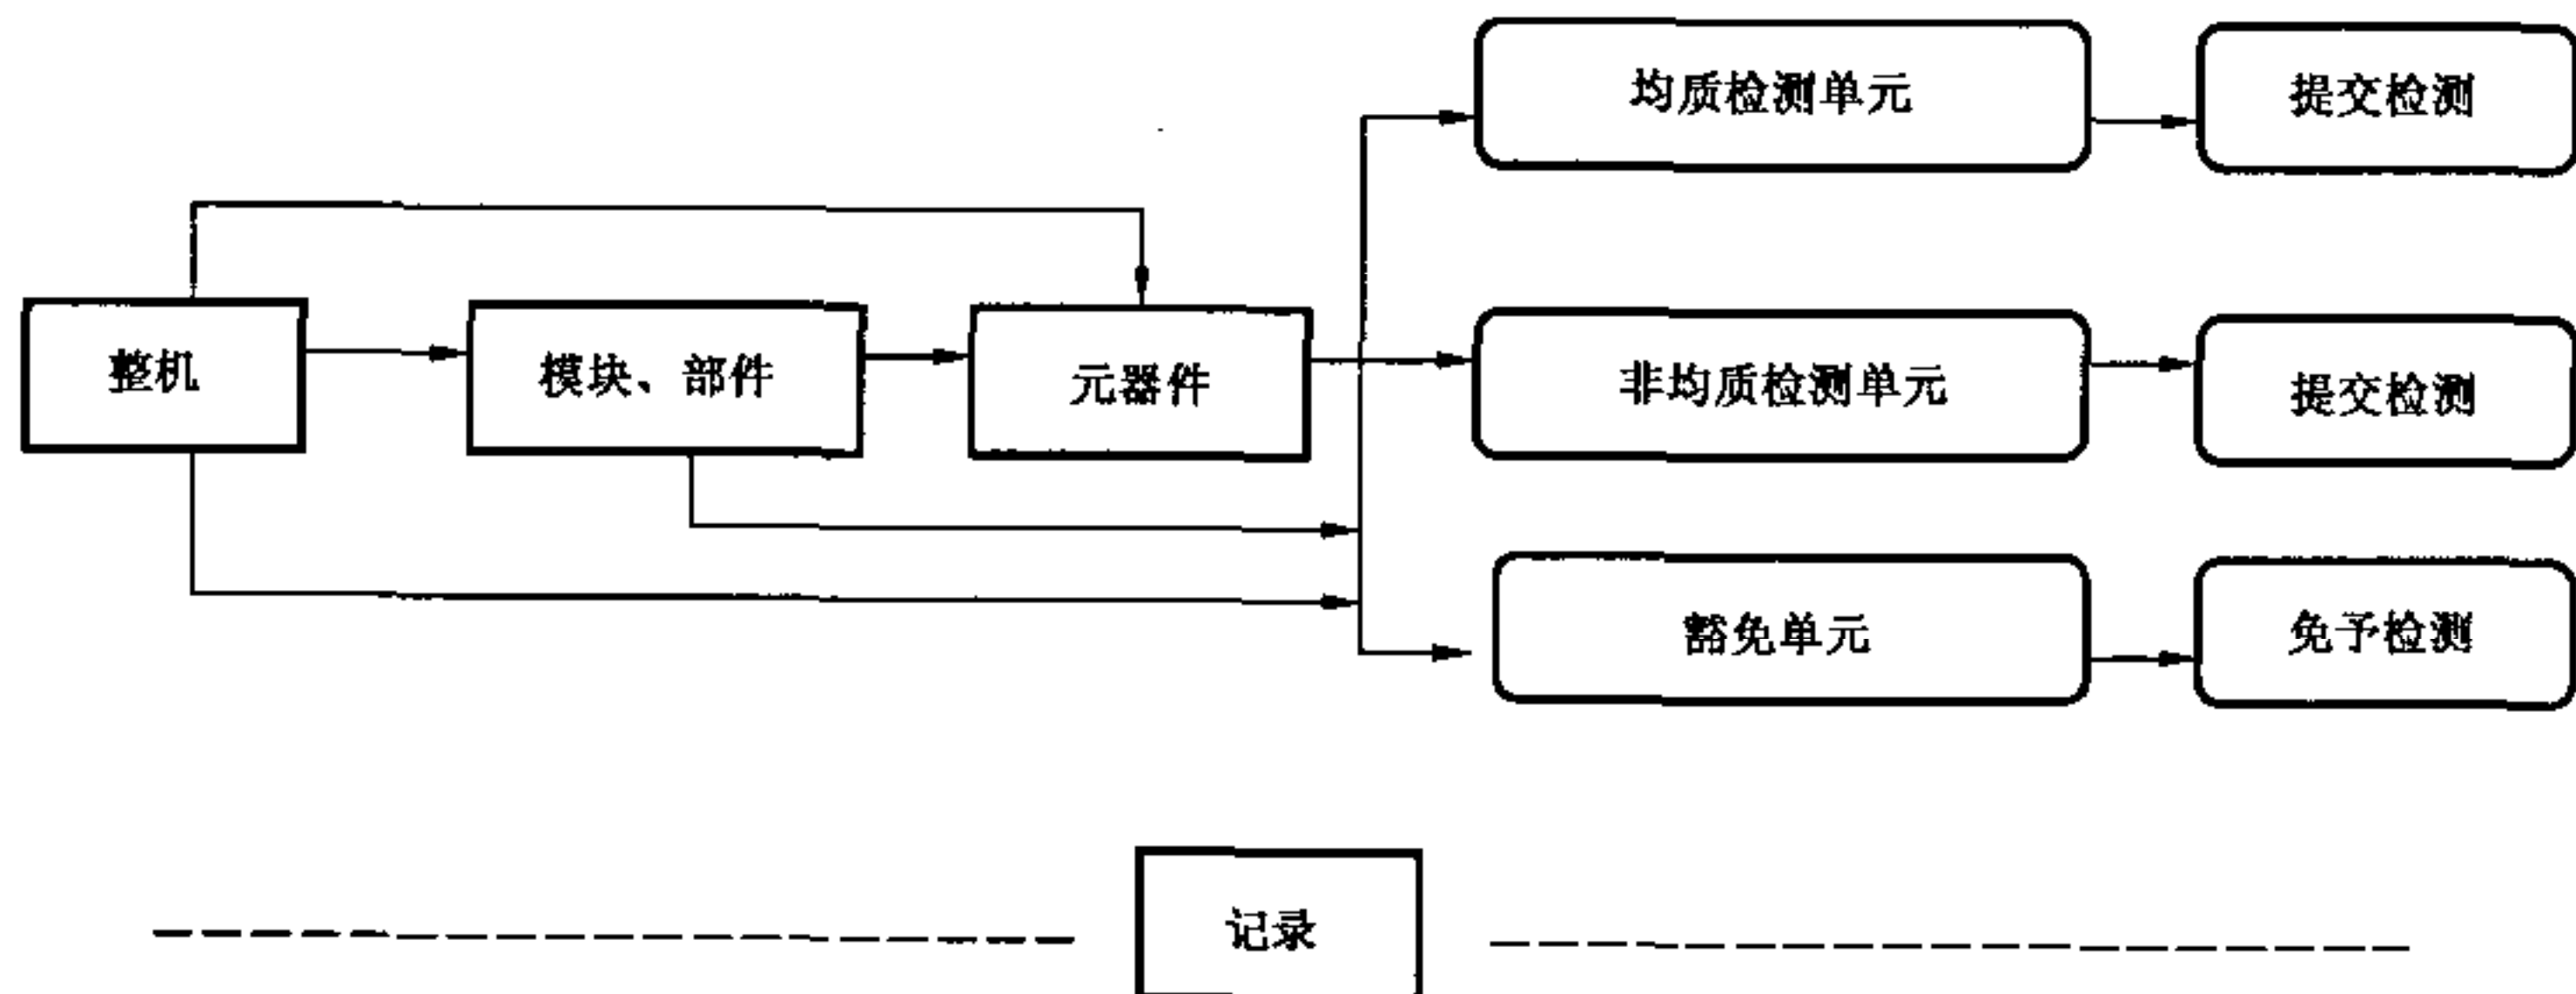 均质检测单元
提交检测
整机
模块、部件
元器件
非均质检测单元
提交检测
豁免单元
免予检测
记录